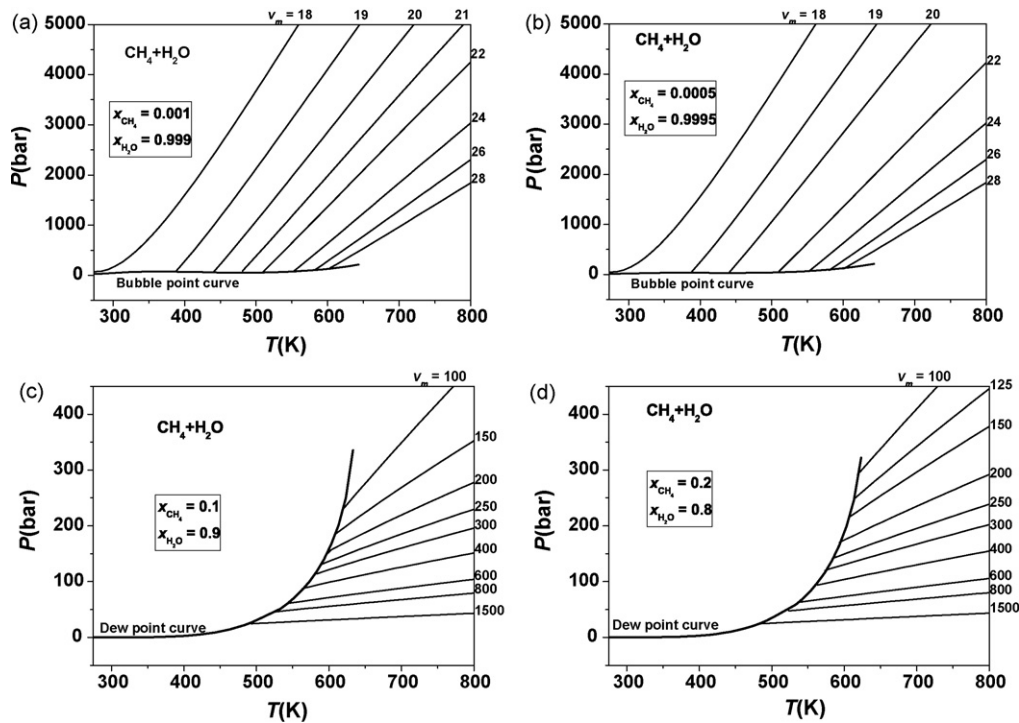 (a)
v_m = 18 19 20 21
CH₄+H₂O
x_CH₄ = 0.001
x_H₂O = 0.999
22
24
26
28
5000
4000
3000
2000
1000
0
P(bar)
Bubble point curve
300 400 500 600 700 800
T(K)
(b)
v_m = 18 19 20
CH₄+H₂O
x_CH₄ = 0.0005
x_H₂O = 0.9995
22
24
26
28
5000
4000
3000
2000
1000
0
P(bar)
Bubble point curve
300 400 500 600 700 800
T(K)
(c)
v_m = 100
CH₄+H₂O
x_CH₄ = 0.1
x_H₂O = 0.9
150
200
250
300
400
600
800
1500
400
300
200
100
0
P(bar)
Dew point curve
300 400 500 600 700 800
T(K)
(d)
v_m = 100 125
CH₄+H₂O
x_CH₄ = 0.2
x_H₂O = 0.8
150
200
250
300
400
600
800
1500
400
300
200
100
0
P(bar)
Dew point curve
300 400 500 600 700 800
T(K)